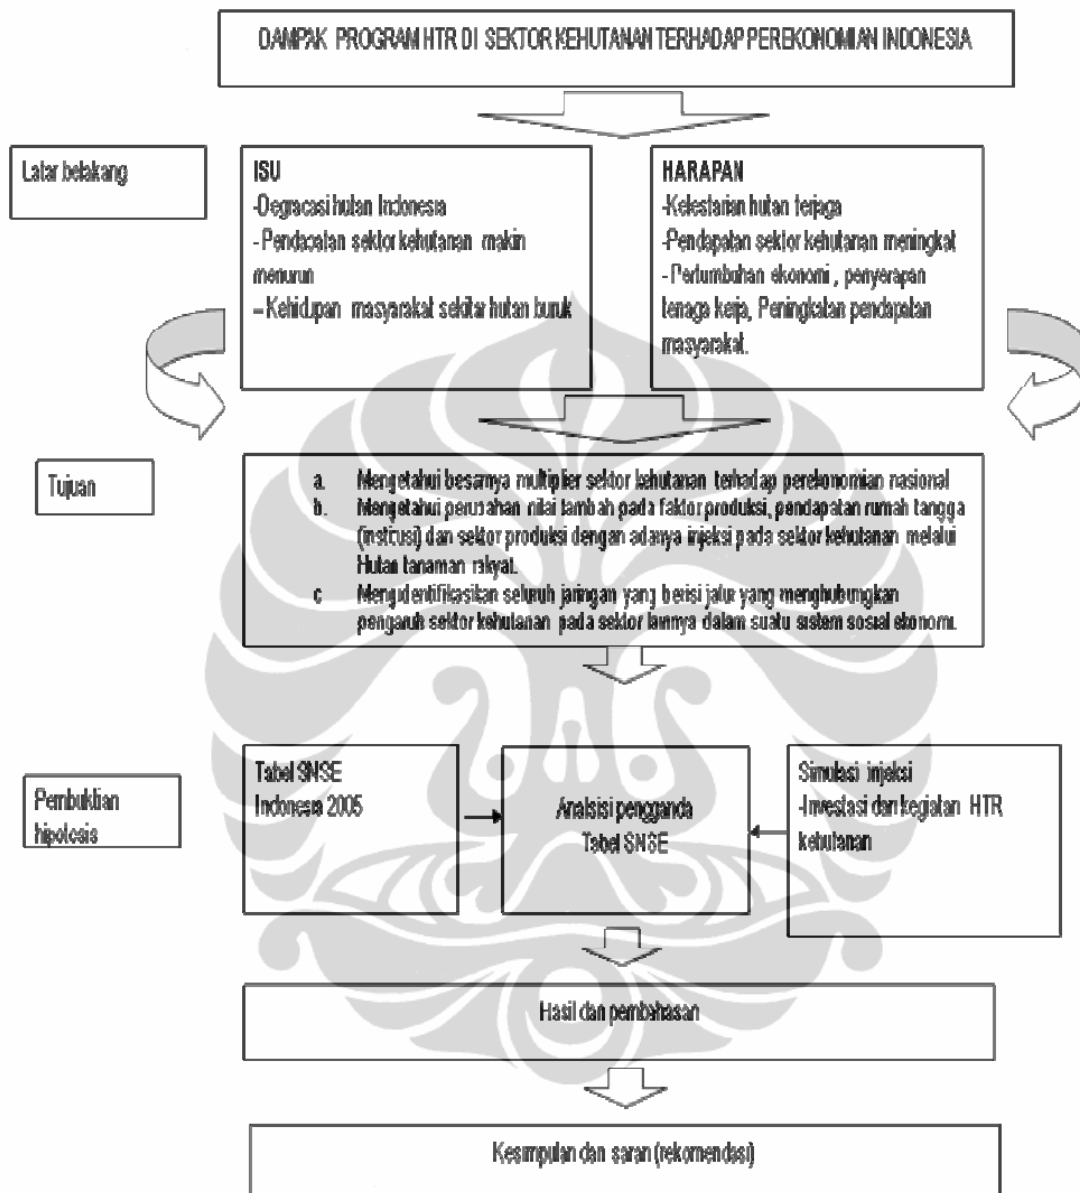 DAMPAK PROGRAM HTR DI SEKTOR KEHUTANAN TERHADAP PEREKONOMIAN INDONESIA
Latar belakang
ISU
-Degracasi hutan Indonesia
- Pendapatan sektor kehutanan makin
menurun
– Kehidupan masyarakat sekitar hutan buruk
HARAPAN
-Kelestarian hutan terjaga
-Pendapatan sektor kehutanan meningkat
- Pertumbuhan ekonomi , penyerapan
tenaga kerja, Peningkatan pendapatan
masyarakat.
Tujuan
a. Mengetahui besarnya multiplier sektor kehutanan terhadap perekonomian nasional
b. Mengetahui perusahan nilai tambah pada faktor produksi, pendapatan rumah tangga
(institusi) dan sektor produksi dengan adanya injeksi pada sektor kehutanan melalui
Hutan tanaman rakyat.
c Mengidentifikasikan seluruh jaringan yang berisi jalur yang menghubungkan
pengaruh sektor kehutanan pada sektor lainnya dalam suatu sistem sosial ekonomi.
Pembuktian
hipotesis
Tabel SNSE
Indonesia 2005
Analsisi pengganda
Tabel SNSE
Simulasi injeksi
-Investasi dari kegiatan HTR
kehutanan
Hasil dan pembahasan
Kesimpulan dan saran (rekomendasi)